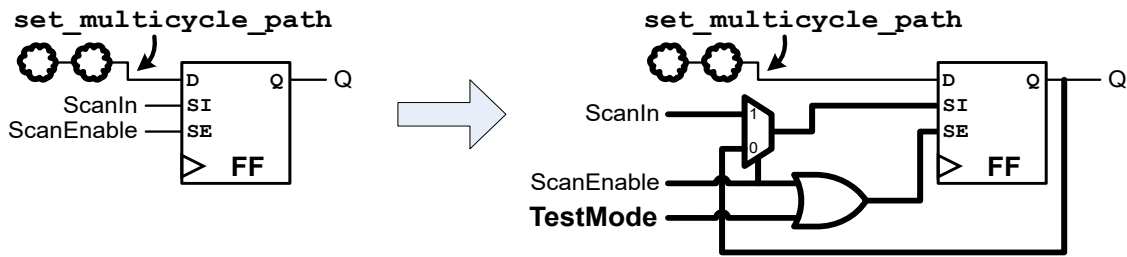 set_multicycle_path
D
Q
Q
ScanIn
SI
ScanEnable
SE
FF
set_multicycle_path
D
Q
Q
ScanIn
1
SI
0
SE
FF
ScanEnable
TestMode